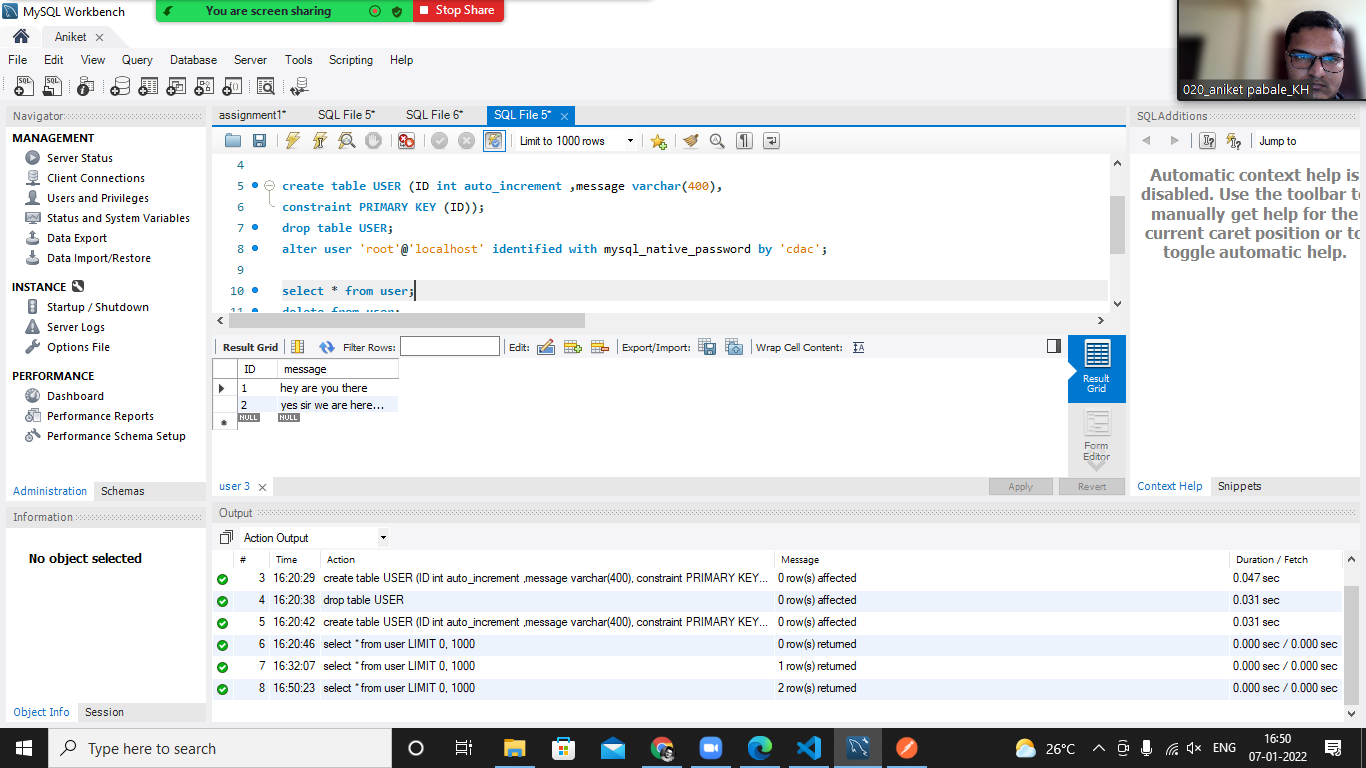 MySQL Workbench
You are screen sharing
Stop Share
Aniket
File Edit View Query Database Server Tools Scripting Help
020_aniket pabale_KH
Navigator
MANAGEMENT
Server Status
Client Connections
Users and Privileges
Status and System Variables
Data Export
Data Import/Restore
INSTANCE
Startup / Shutdown
Server Logs
Options File
PERFORMANCE
Dashboard
Performance Reports
Performance Schema Setup
Administration Schemas
Information
No object selected
Object Info Session
assignment1* SQL File 5* SQL File 6* SQL File 5*
Limit to 1000 rows
4
5 create table USER (ID int auto_increment ,message varchar(400),
6 constraint PRIMARY KEY (ID));
7 drop table USER;
8 alter user 'root'@'localhost' identified with mysql_native_password by 'cdac';
9
10 select * from user;
11 delete from user;
Result Grid Filter Rows: Edit: Export/Import: Wrap Cell Content:
ID message
1 hey are you there
2 yes sir we are here...
NULL NULL
Result Grid
Form Editor
user 3
Apply Revert
SQLAdditions
Jump to
Automatic context help is
disabled. Use the toolbar to
manually get help for the
current caret position or to
toggle automatic help.
Context Help Snippets
Output
Action Output
# Time Action Message Duration / Fetch
3 16:20:29 create table USER (ID int auto_increment ,message varchar(400), constraint PRIMARY KEY... 0 row(s) affected 0.047 sec
4 16:20:38 drop table USER 0 row(s) affected 0.031 sec
5 16:20:42 create table USER (ID int auto_increment ,message varchar(400), constraint PRIMARY KEY... 0 row(s) affected 0.031 sec
6 16:20:46 select * from user LIMIT 0, 1000 0 row(s) returned 0.000 sec / 0.000 sec
7 16:32:07 select * from user LIMIT 0, 1000 1 row(s) returned 0.000 sec / 0.000 sec
8 16:50:23 select * from user LIMIT 0, 1000 2 row(s) returned 0.000 sec / 0.000 sec
Type here to search
26°C
ENG
16:50
07-01-2022